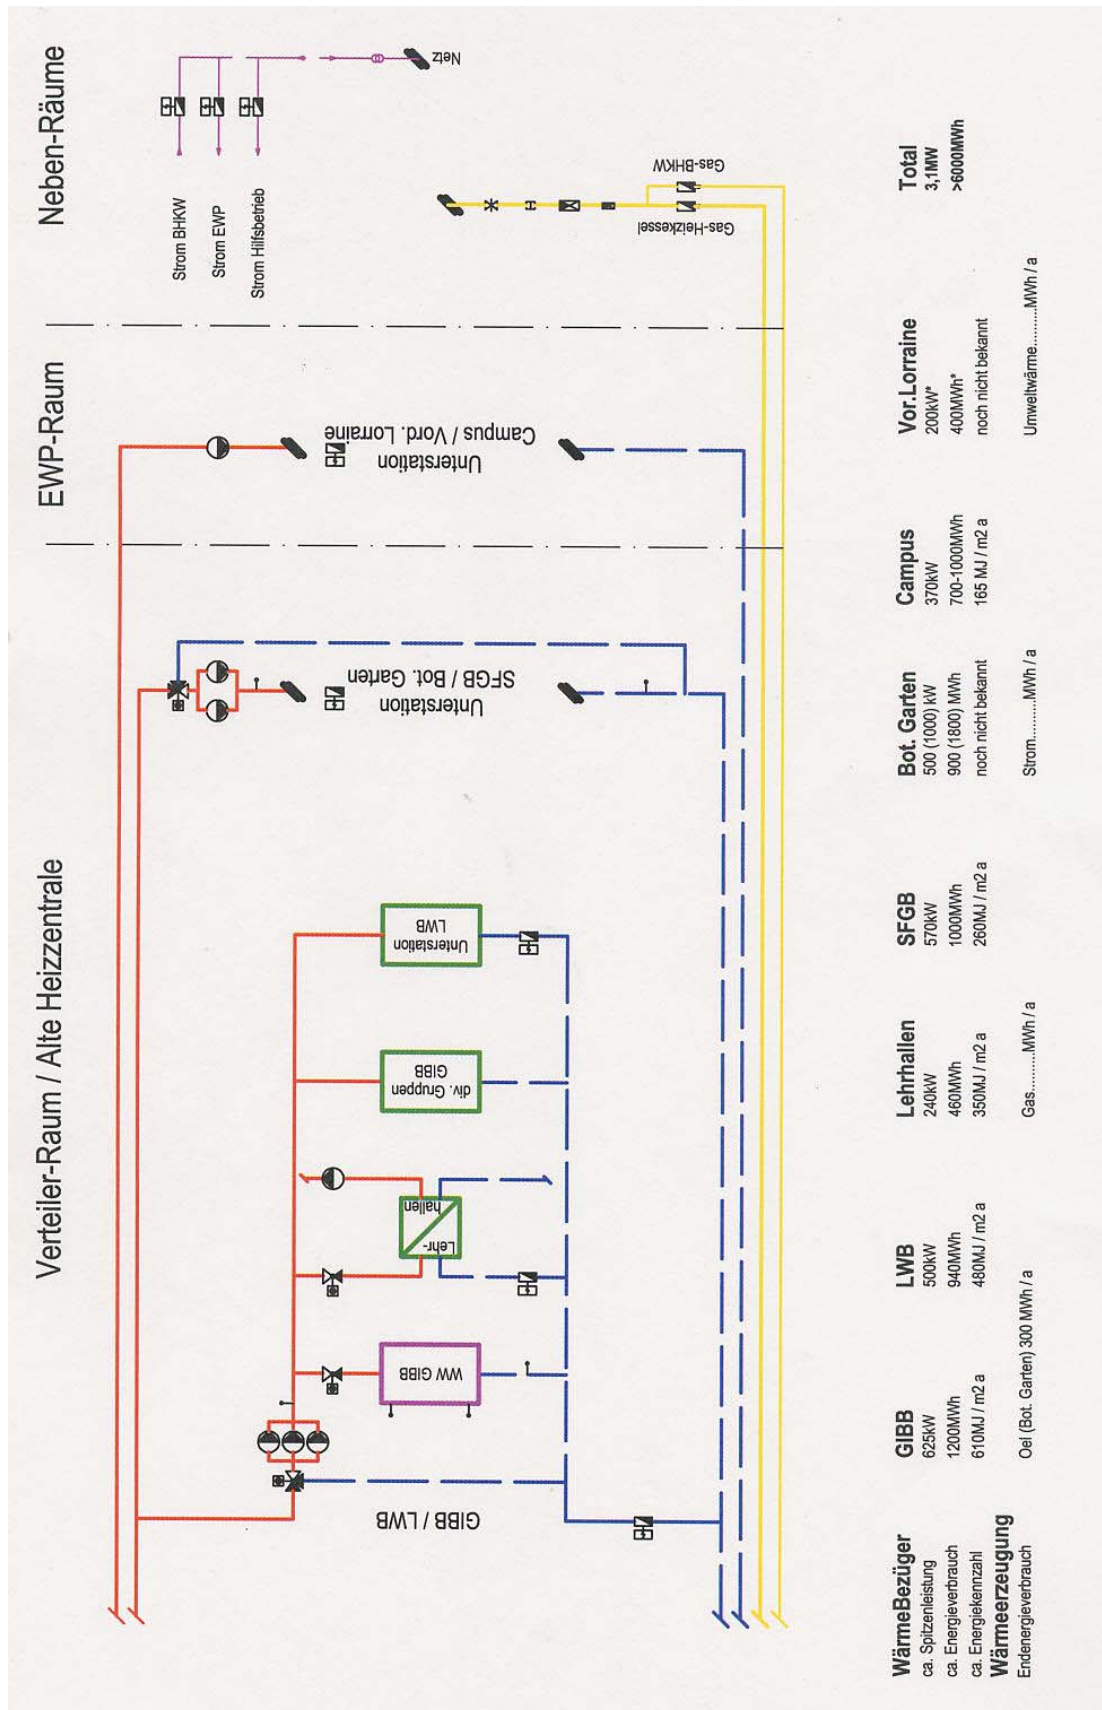 Verteiler-Raum / Alte Heizzentrale
EWP-Raum
Neben-Räume
Strom BHKW
Strom EWP
Strom Hilfsbetrieb
Netz
Gas-BHKW
Gas-Heizkessel
Unterstation
Campus / Vord. Lorraine
Unterstation
SFGB / Bot. Garten
Unterstation
LWB
div. Gruppen
GIBB
Lehr-
hallen
WW GIBB
GIBB / LWB
WärmeBezüger GIBB LWB Lehrhallen SFGB Bot. Garten Campus Vor.Lorraine Total
ca. Spitzenleistung 625kW 500kW 240kW 570kW 500 (1000) kW 370kW 200kW* 3,1MW
ca. Energieverbrauch 1200MWh 940MWh 460MWh 1000MWh 900 (1800) MWh 700-1000MWh 400MWh* >6000MWh
ca. Energiekennzahl 610MJ / m2 a 480MJ / m2 a 350MJ / m2 a 260MJ / m2 a noch nicht bekannt 165 MJ / m2 a noch nicht bekannt
Wärmeerzeugung
Endenergieverbrauch Oel (Bot. Garten) 300 MWh / a Gas..........MWh / a Strom..........MWh / a Umweltwärme..........MWh / a